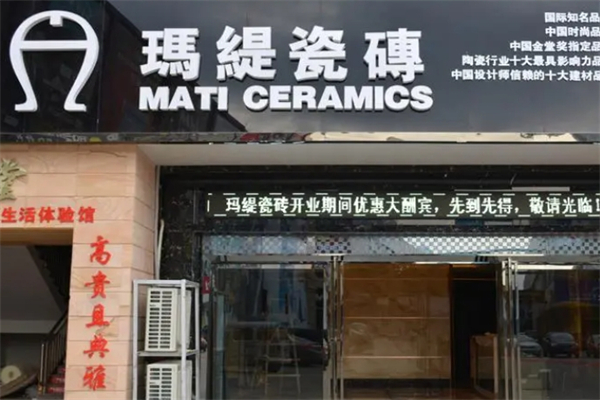 瑪緹瓷磚
MATI CERAMICS
国际知名品
中国时尚品
中国金堂奖指定品
陶瓷行业十大最具影响力品
中国设计师信赖的十大建材品
玛缇瓷砖开业期间优惠大酬宾，先到先得，敬请光临！
生活体验馆
高贵且典雅